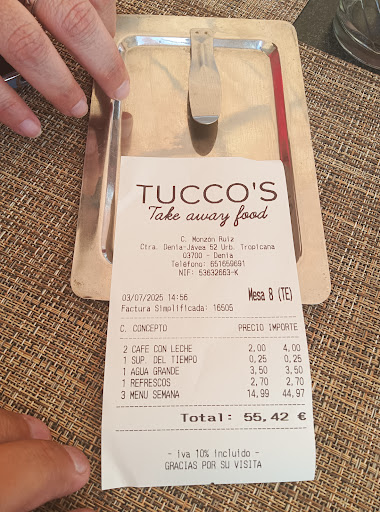 TUCCO'S
Take away food
C. Monzón Ruiz
Ctra. Denia-Jávea 52 Urb. Tropicana
03700 - Denia
Teléfono: 651659691
NIF: 53632663-K
03/07/2025 14:56 Mesa 8 (TE)
Factura Simplificada: 16505
C. CONCEPTO PRECIO IMPORTE
2 CAFE CON LECHE 2,00 4,00
1 SUP. DEL TIEMPO 0,25 0,25
1 AGUA GRANDE 3,50 3,50
1 REFRESCOS 2,70 2,70
3 MENU SEMANA 14,99 44,97
Total: 55,42 €
- Iva 10% incluido -
GRACIAS POR SU VISITA